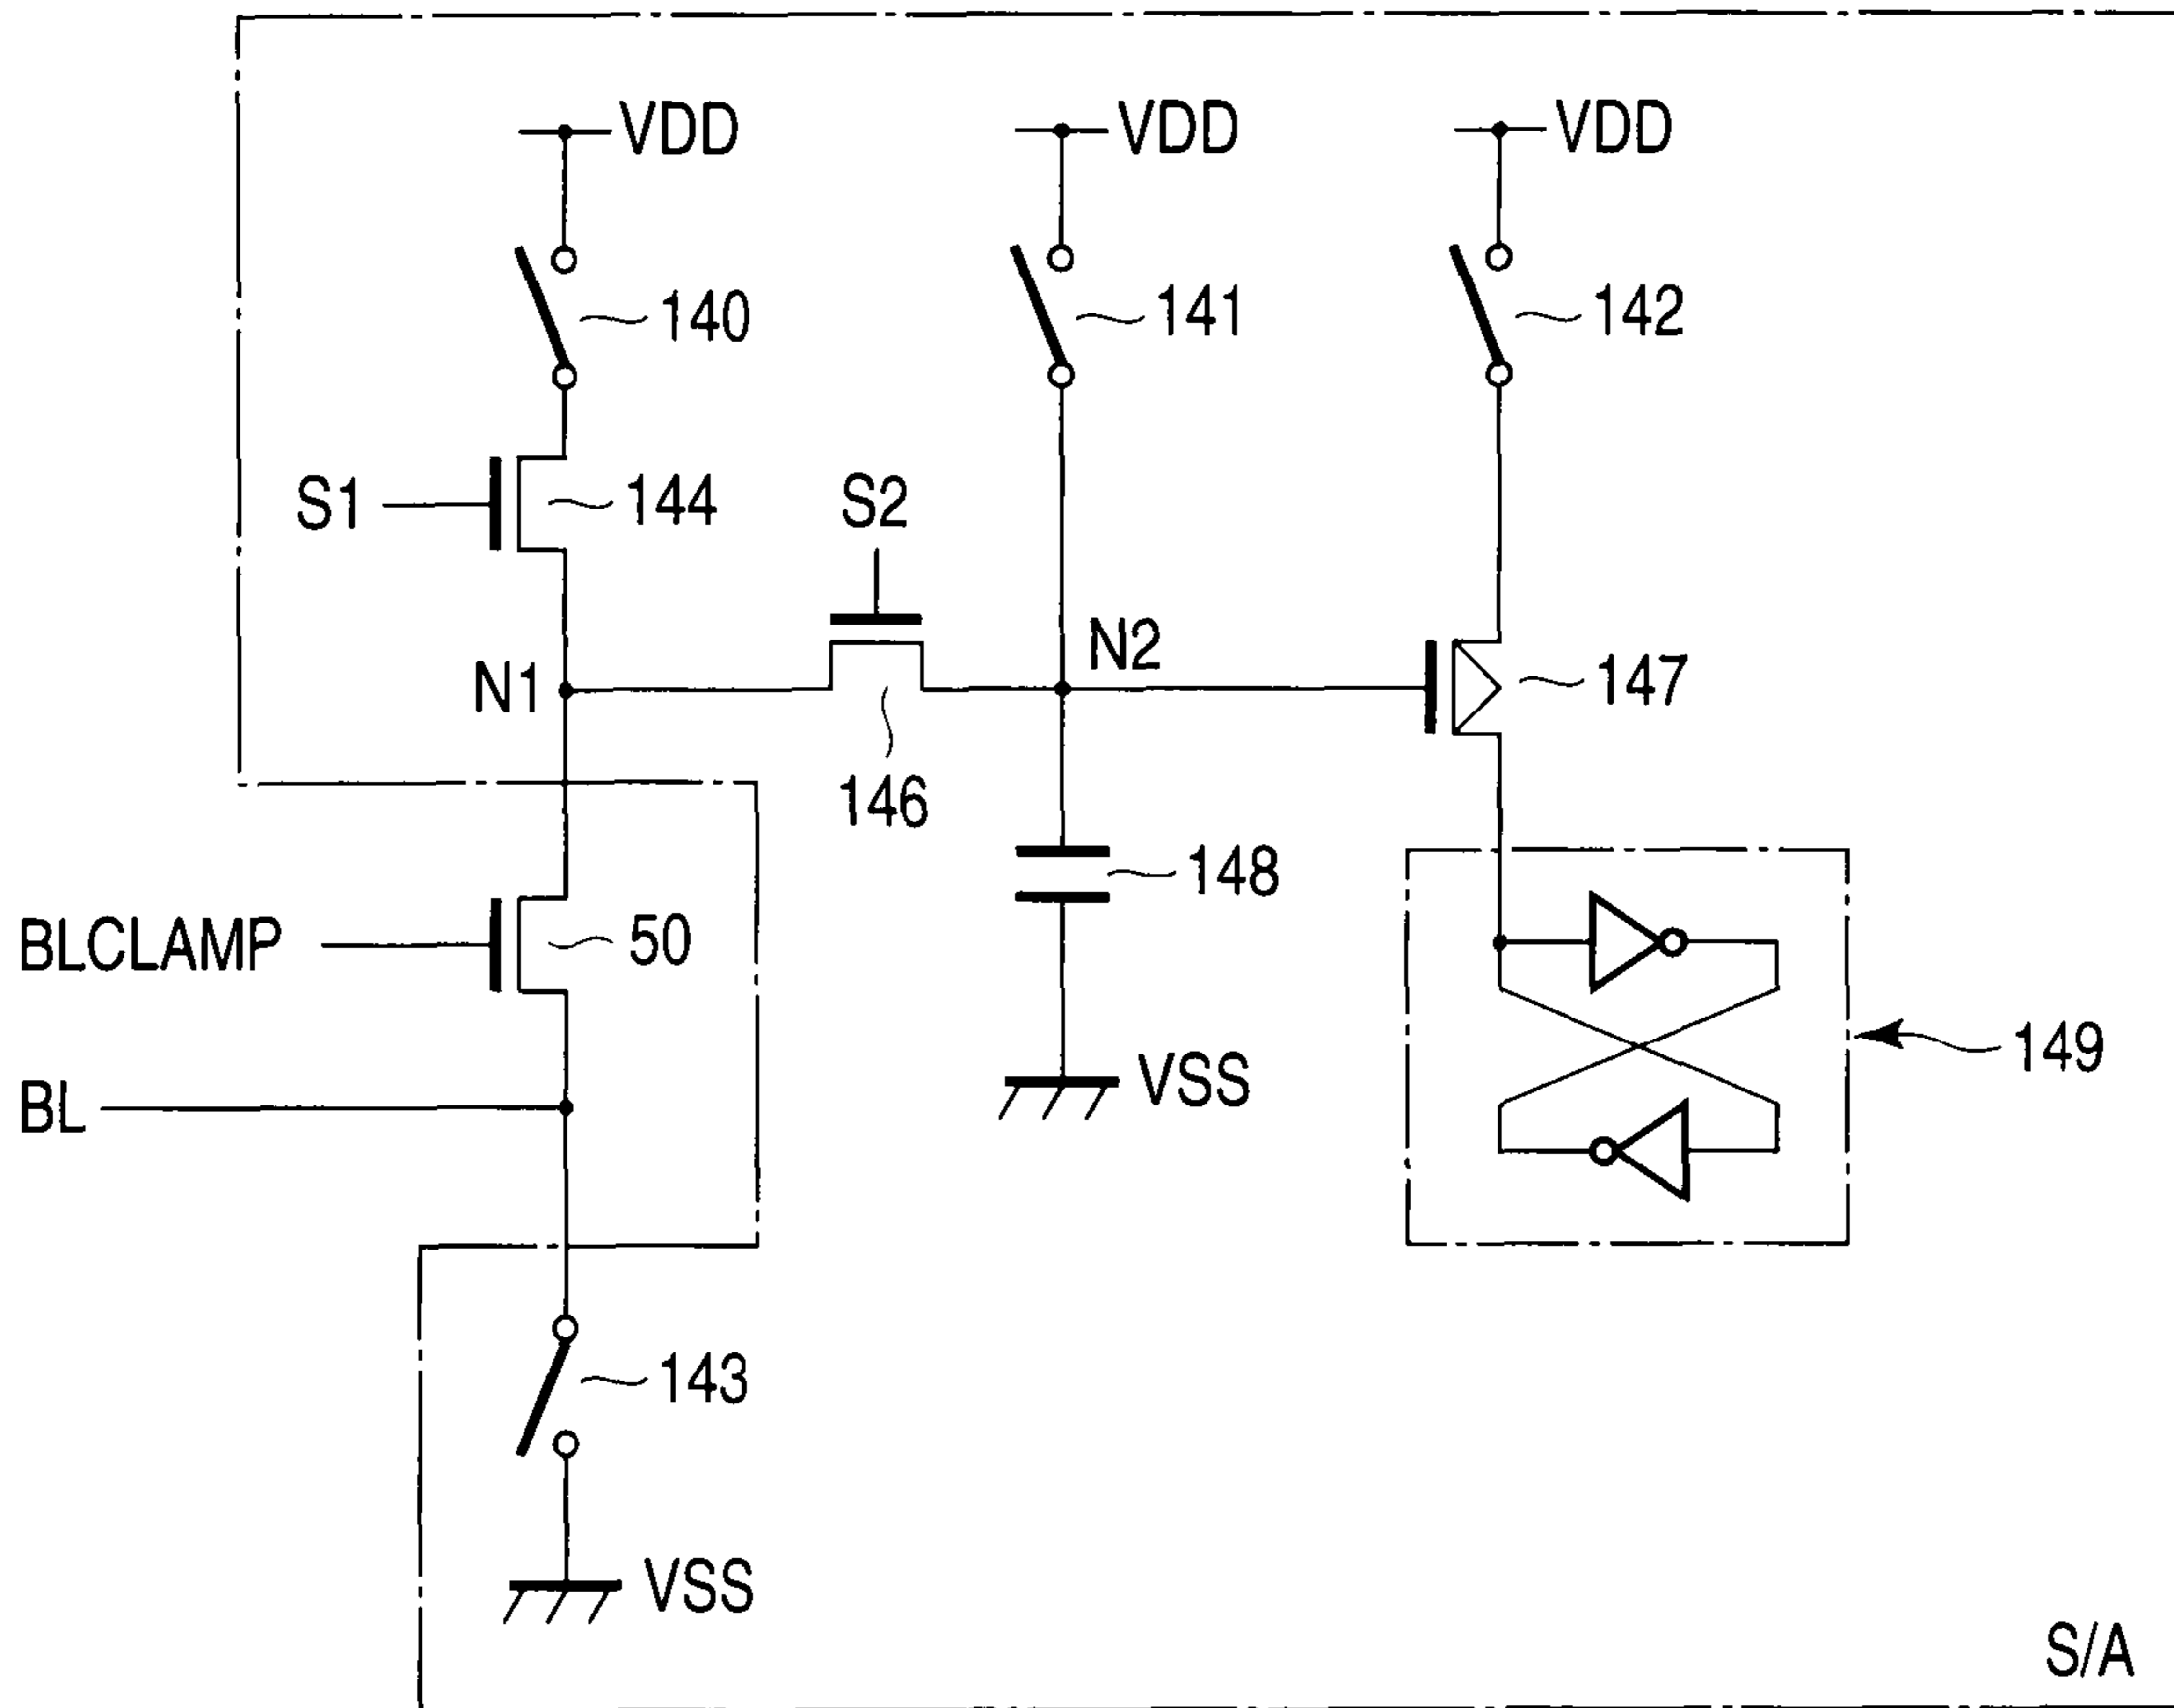 VDD
VDD
VDD
140
141
142
S1
144
S2
N1
N2
147
146
148
BLCLAMP
50
149
BL
VSS
143
VSS
S/A